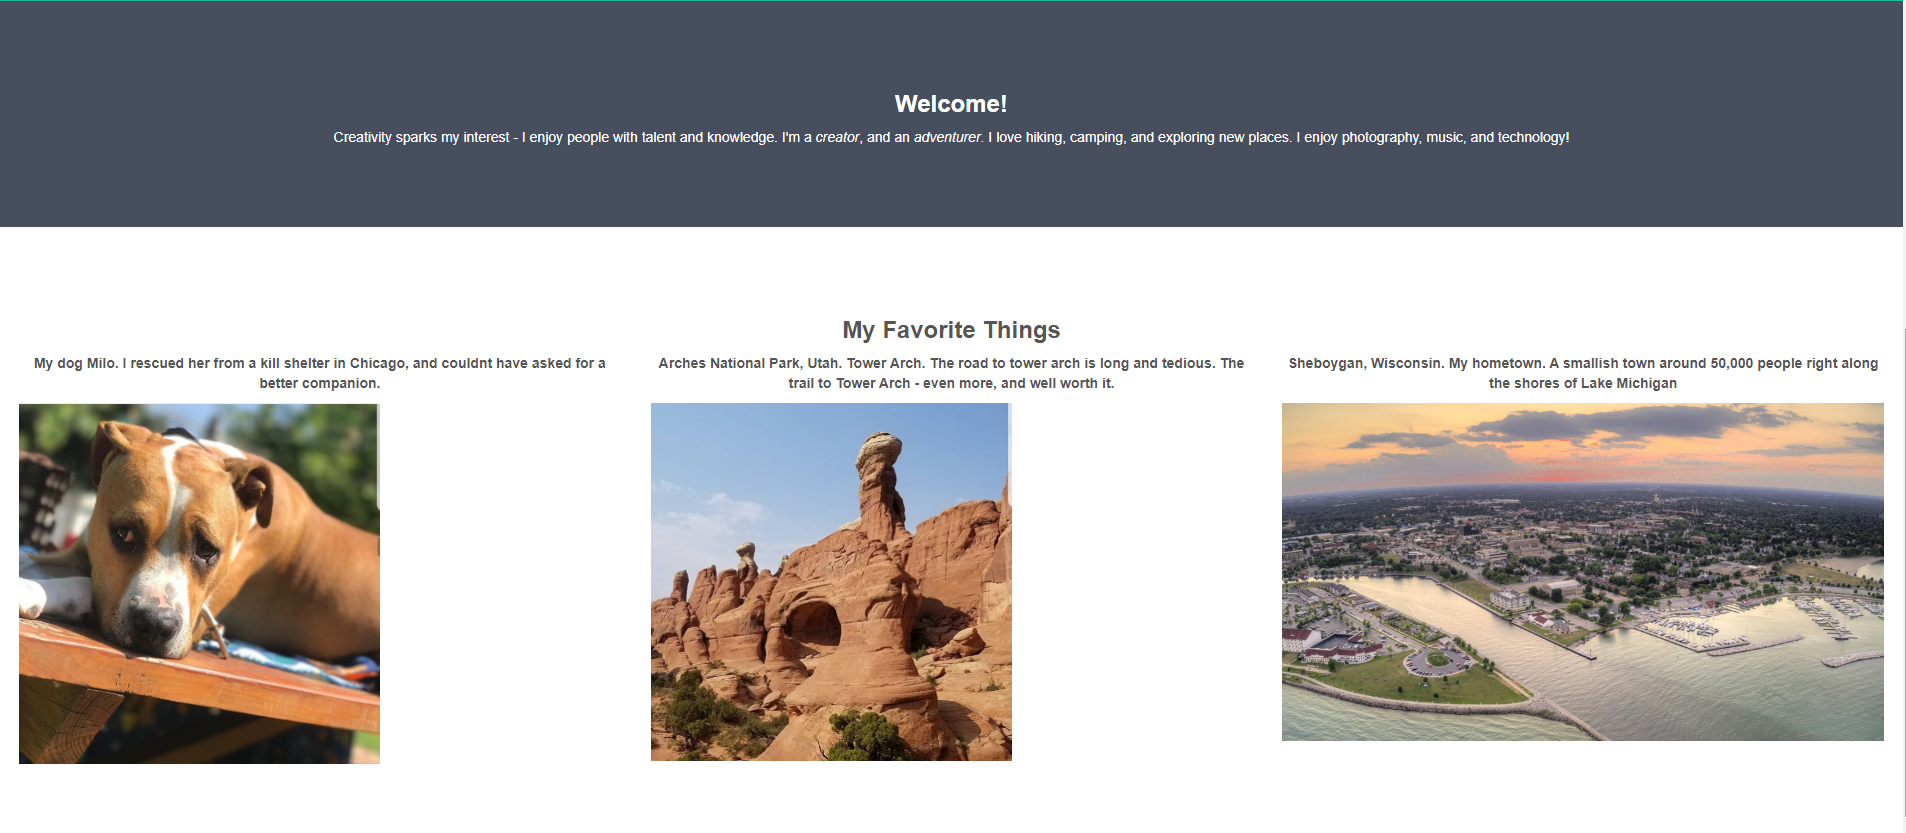 Welcome!
Creativity sparks my interest - I enjoy people with talent and knowledge. I'm a creator, and an adventurer. I love hiking, camping, and exploring new places. I enjoy photography, music, and technology!
My Favorite Things
My dog Milo. I rescued her from a kill shelter in Chicago, and couldnt have asked for a
better companion.
Arches National Park, Utah. Tower Arch. The road to tower arch is long and tedious. The
trail to Tower Arch - even more, and well worth it.
Sheboygan, Wisconsin. My hometown. A smallish town around 50,000 people right along
the shores of Lake Michigan